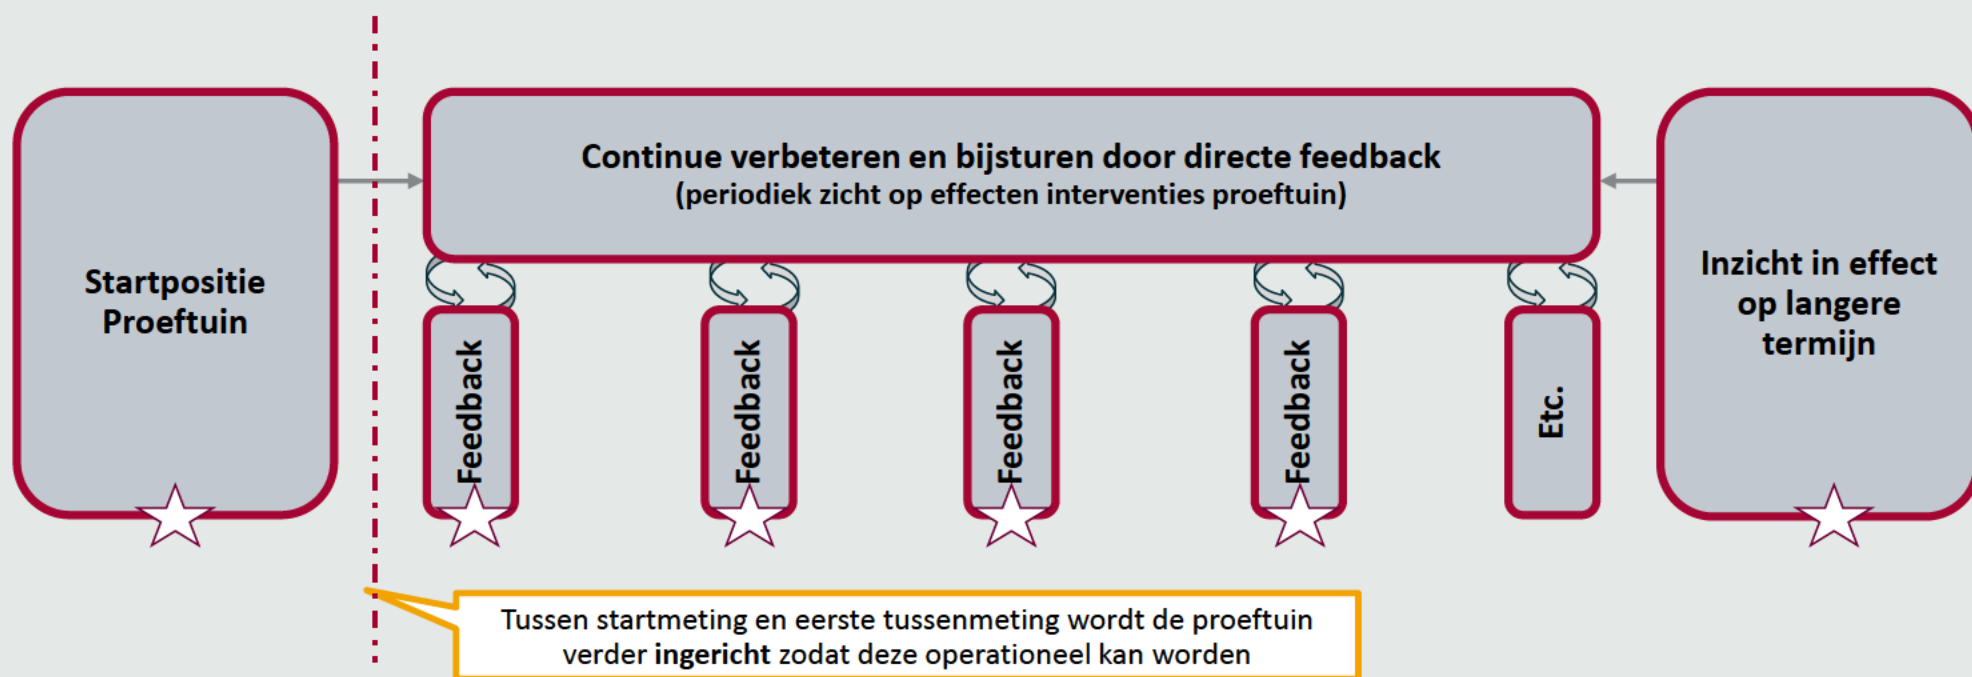 Startpositie
Proeftuin
Continue verbeteren en bijsturen door directe feedback
(periodiek zicht op effecten interventies proeftuin)
Feedback
Feedback
Feedback
Feedback
Etc.
Inzicht in effect
op langere
termijn
Tussen startmeting en eerste tussenmeting wordt de proeftuin
verder ingericht zodat deze operationeel kan worden